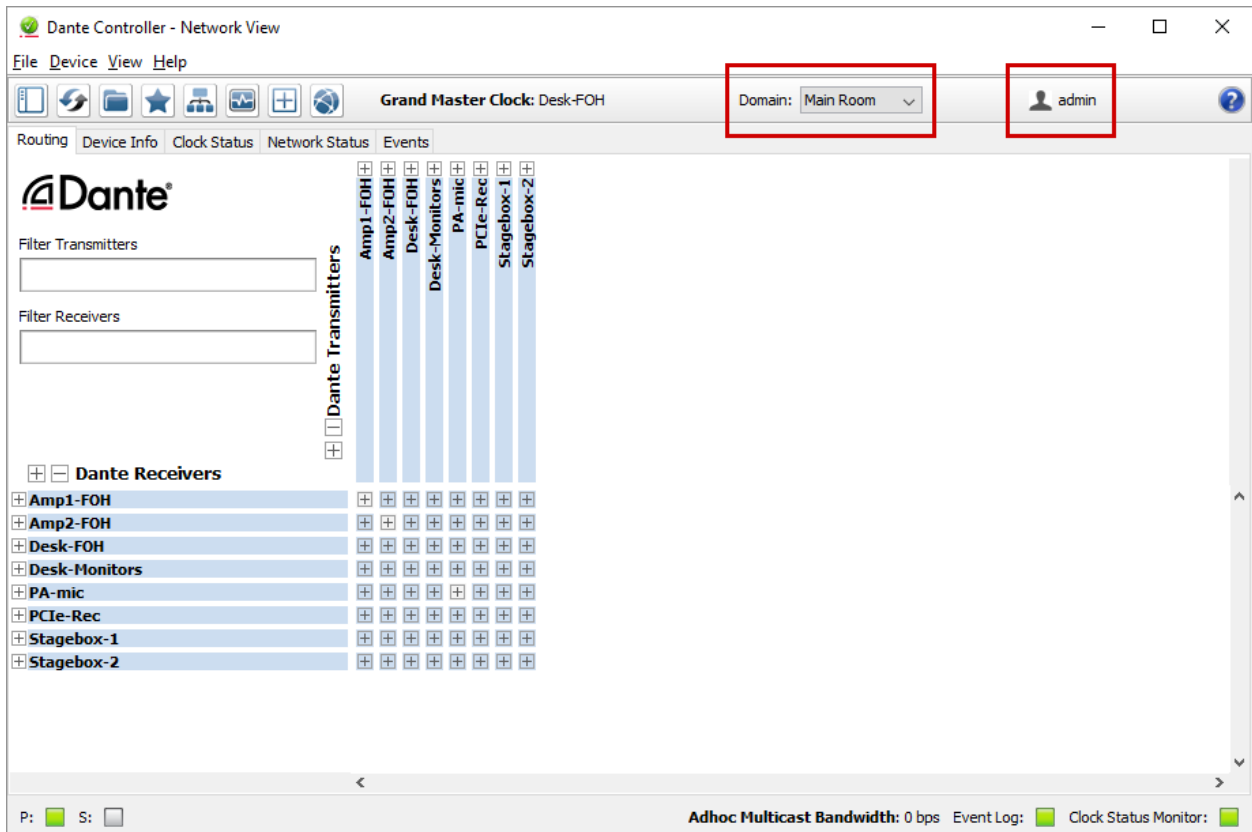 Dante Controller - Network View
File Device View Help
Grand Master Clock: Desk-FOH
Domain: Main Room
admin
?
Routing Device Info Clock Status Network Status Events
Dante®
Filter Transmitters
Filter Receivers
Dante Transmitters
Amp1-FOH
Amp2-FOH
Desk-FOH
Desk-Monitors
PA-mic
PCIe-Rec
Stagebox-1
Stagebox-2
Dante Receivers
Amp1-FOH
Amp2-FOH
Desk-FOH
Desk-Monitors
PA-mic
PCIe-Rec
Stagebox-1
Stagebox-2
P: S: Adhoc Multicast Bandwidth: 0 bps Event Log: Clock Status Monitor: